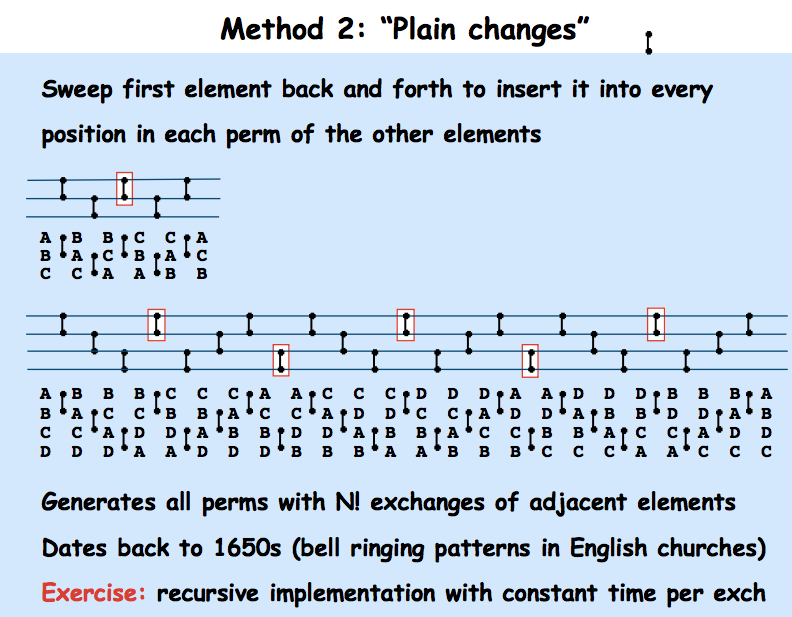 Method 2: “Plain changes”
Sweep first element back and forth to insert it into every
position in each perm of the other elements
A B B C C A
B A C B A C
C C A A B B
A B B B C C C A A C C C D D D A A D D D B B B A
B A C C B B A C C A D D C C A D D A B B D D A B
C C A D D A B B D D A B B A C C B B A C C A D D
D D D A A D D D B B B A A B B B C C C A A C C C
Generates all perms with N! exchanges of adjacent elements
Dates back to 1650s (bell ringing patterns in English churches)
Exercise: recursive implementation with constant time per exch